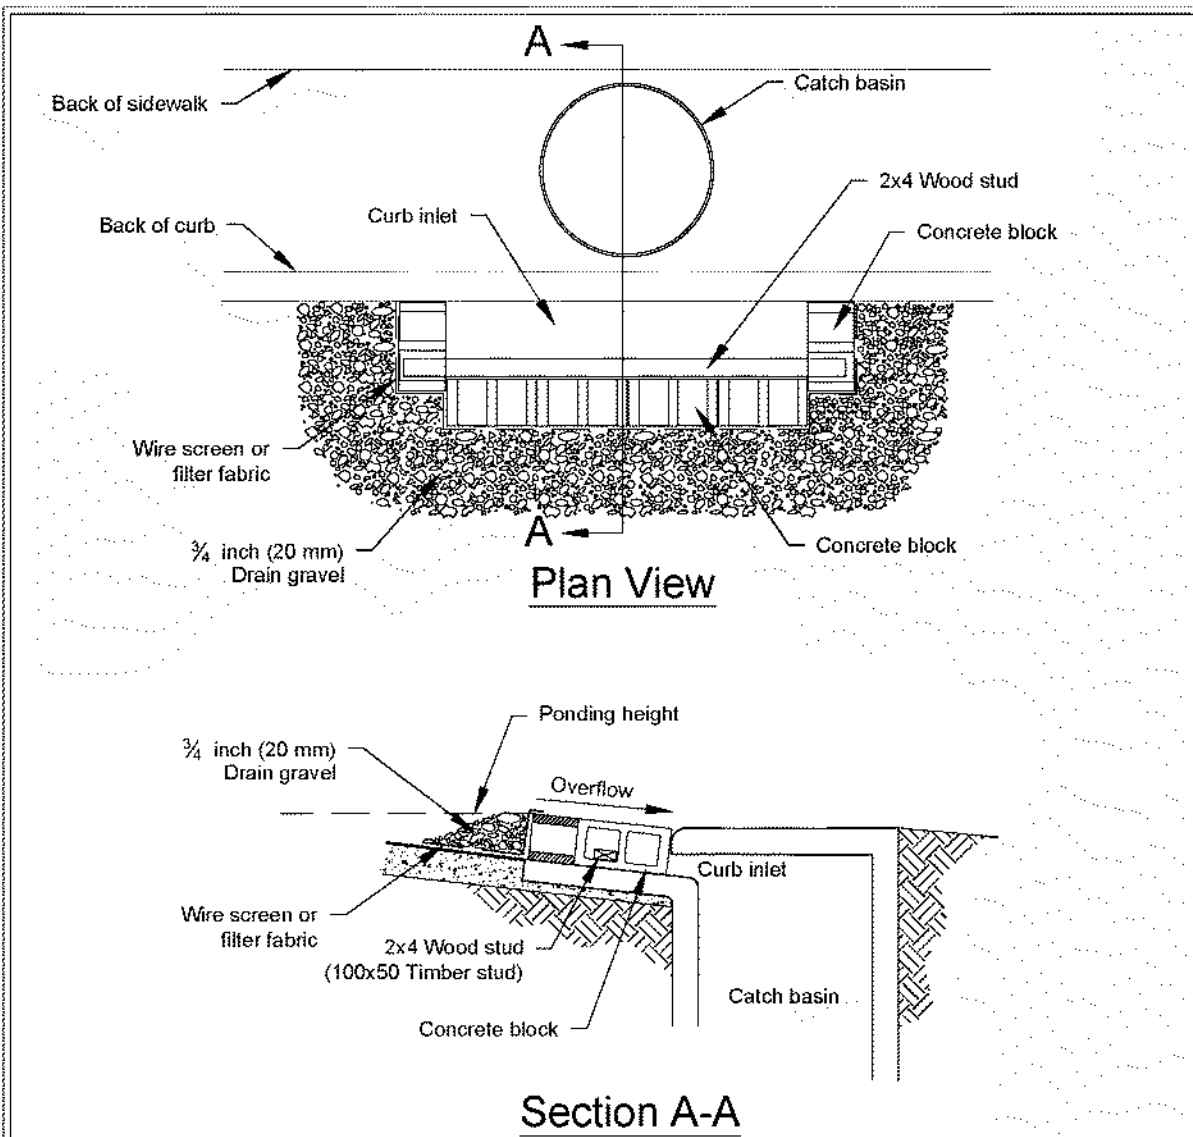 A
Back of sidewalk
Catch basin
2x4 Wood stud
Curb inlet
Back of curb
Concrete block
Wire screen or
filter fabric
A
¾ inch (20 mm)
Drain gravel
Concrete block
Plan View
Ponding height
¾ inch (20 mm)
Drain gravel
Overflow
Curb inlet
Wire screen or
filter fabric
2x4 Wood stud
(100x50 Timber stud)
Catch basin
Concrete block
Section A-A